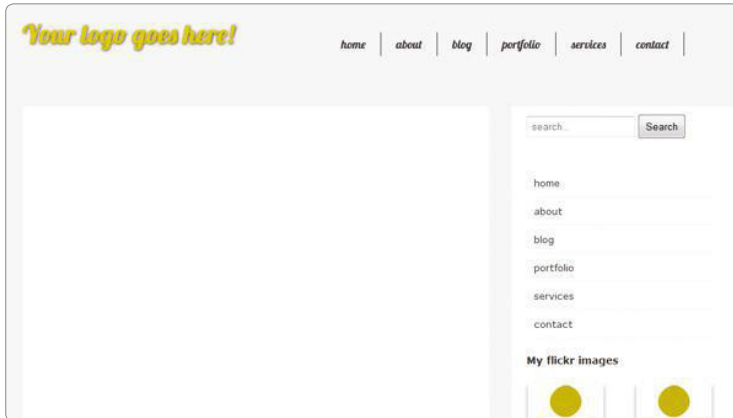 Your logo goes here!
home about blog portfolio services contact
search...
Search
home
about
blog
portfolio
services
contact
My flickr images